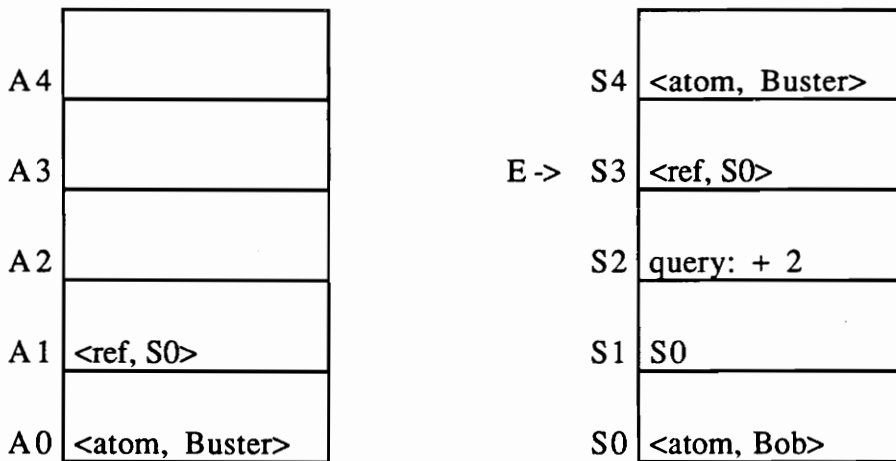 A4
A3
A2
A1 <ref, S0>
A0 <atom, Buster>
S4 <atom, Buster>
E -> S3 <ref, S0>
S2 query: + 2
S1 S0
S0 <atom, Bob>